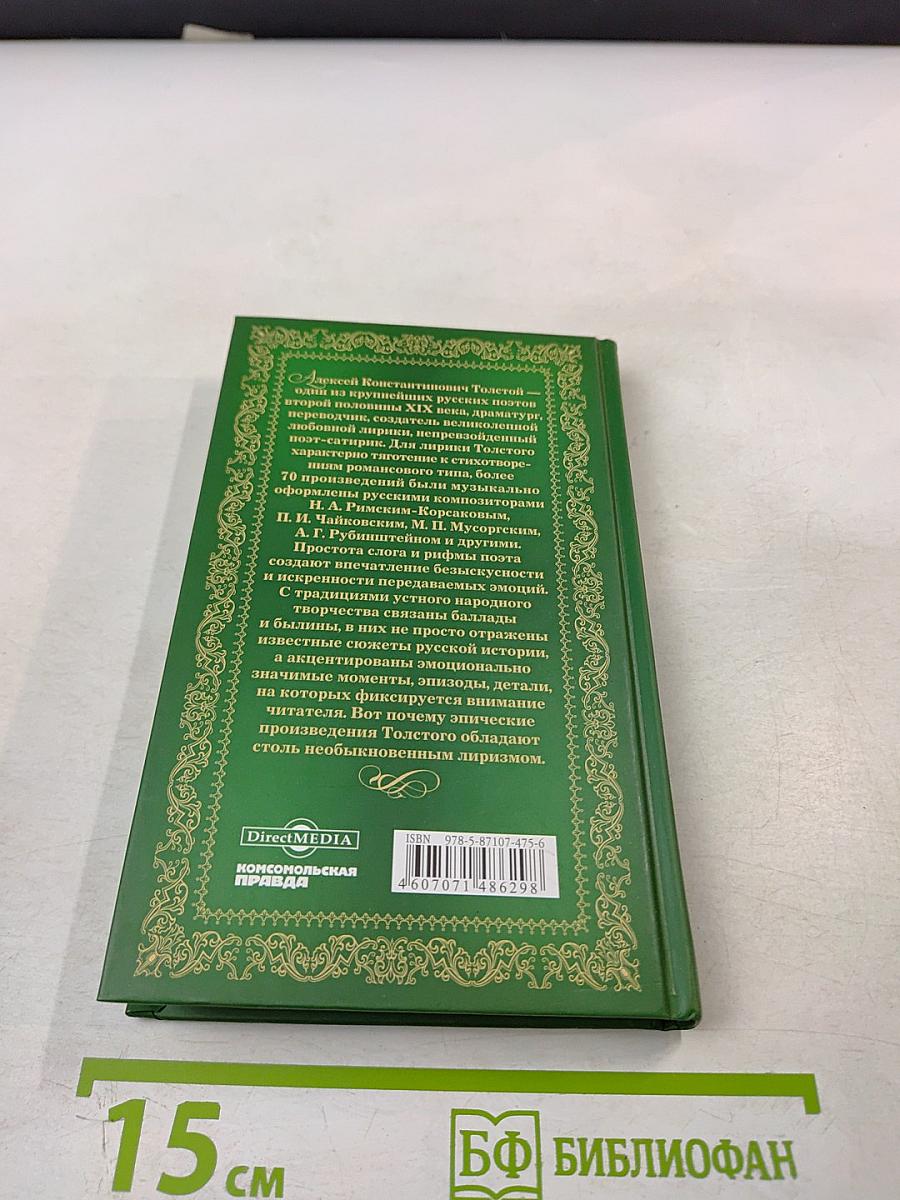 Алексей Константинович Толстой —
один из крупнейших русских поэтов
второй половины XIX века, драматург,
переводчик, создатель великолепной
любовной лирики, непревзойденный
поэт-сатирик. Для лирики Толстого
характерно тяготение к стихотворе-
ниям романсового типа, более
70 произведений были музыкально
оформлены русскими композиторами
Н. А. Римским-Корсаковым,
П. И. Чайковским, М. П. Мусоргским,
А. Г. Рубинштейном и другими.
Простота слога и рифмы поэта
создают впечатление безыскусности
и искренности передаваемых эмоций.
С традициями устного народного
творчества связаны баллады
и былины, в них не просто отражены
известные сюжеты русской истории,
а акцентированы эмоционально
значимые моменты, эпизоды, детали,
на которых фиксируется внимание
читателя. Вот почему эпические
произведения Толстого обладают
столь необыкновенным лиризмом.
DirectMEDIA
КОМСОМОЛЬСКАЯ
ПРАВДА
ISBN 978-5-87107-475-6
4607071486298
15 см
БФ БИБЛИОФАН